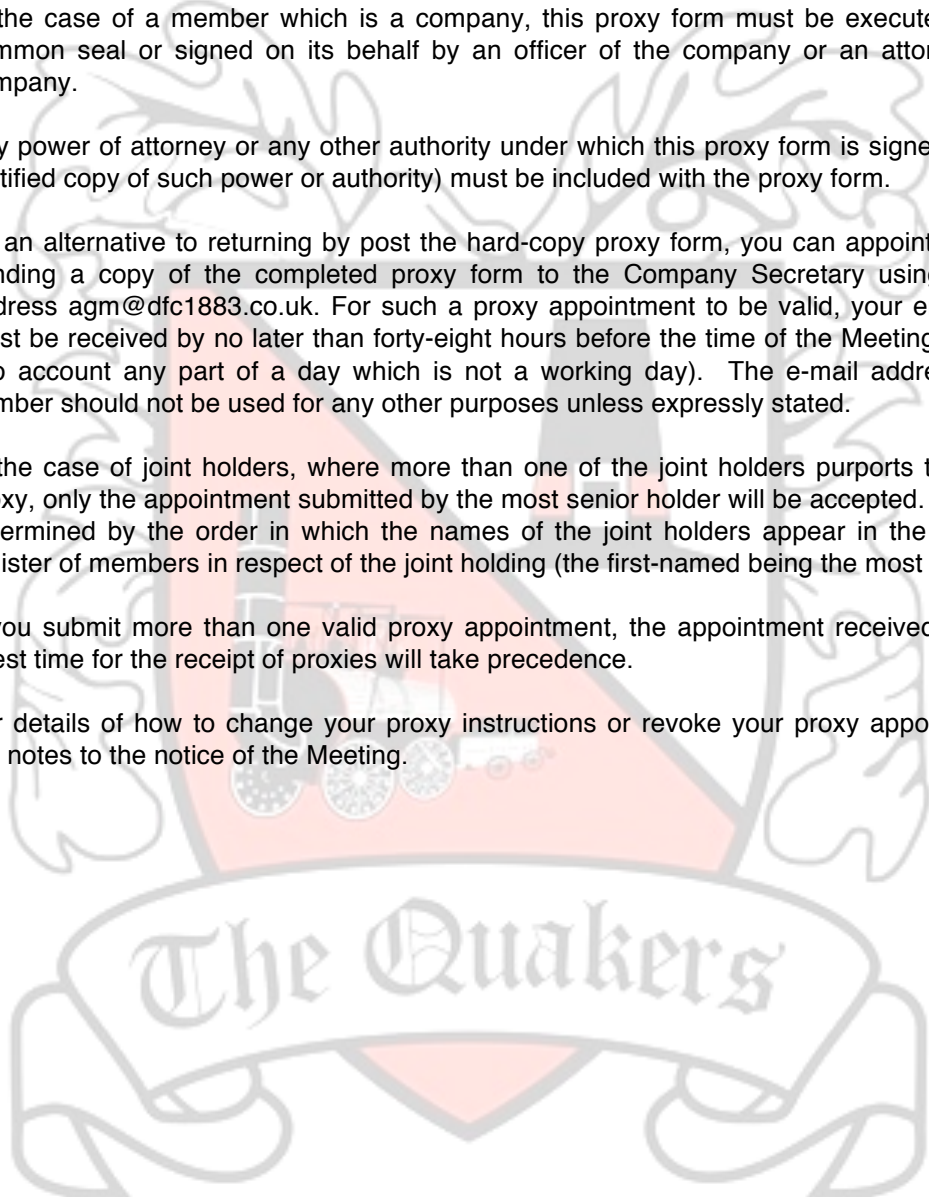 the case of a member which is a company, this proxy form must be execute
mmon seal or signed on its behalf by an officer of the company or an attor
mpany.
y power of attorney or any other authority under which this proxy form is signe
tified copy of such power or authority) must be included with the proxy form.
an alternative to returning by post the hard-copy proxy form, you can appoint
nding a copy of the completed proxy form to the Company Secretary using
dress agm@dfc1883.co.uk. For such a proxy appointment to be valid, your e
st be received by no later than forty-eight hours before the time of the Meeting
o account any part of a day which is not a working day). The e-mail addre
mber should not be used for any other purposes unless expressly stated.
the case of joint holders, where more than one of the joint holders purports t
oxy, only the appointment submitted by the most senior holder will be accepted.
ermined by the order in which the names of the joint holders appear in the
ister of members in respect of the joint holding (the first-named being the most
you submit more than one valid proxy appointment, the appointment received
est time for the receipt of proxies will take precedence.
r details of how to change your proxy instructions or revoke your proxy appo
notes to the notice of the Meeting.
The Quakers